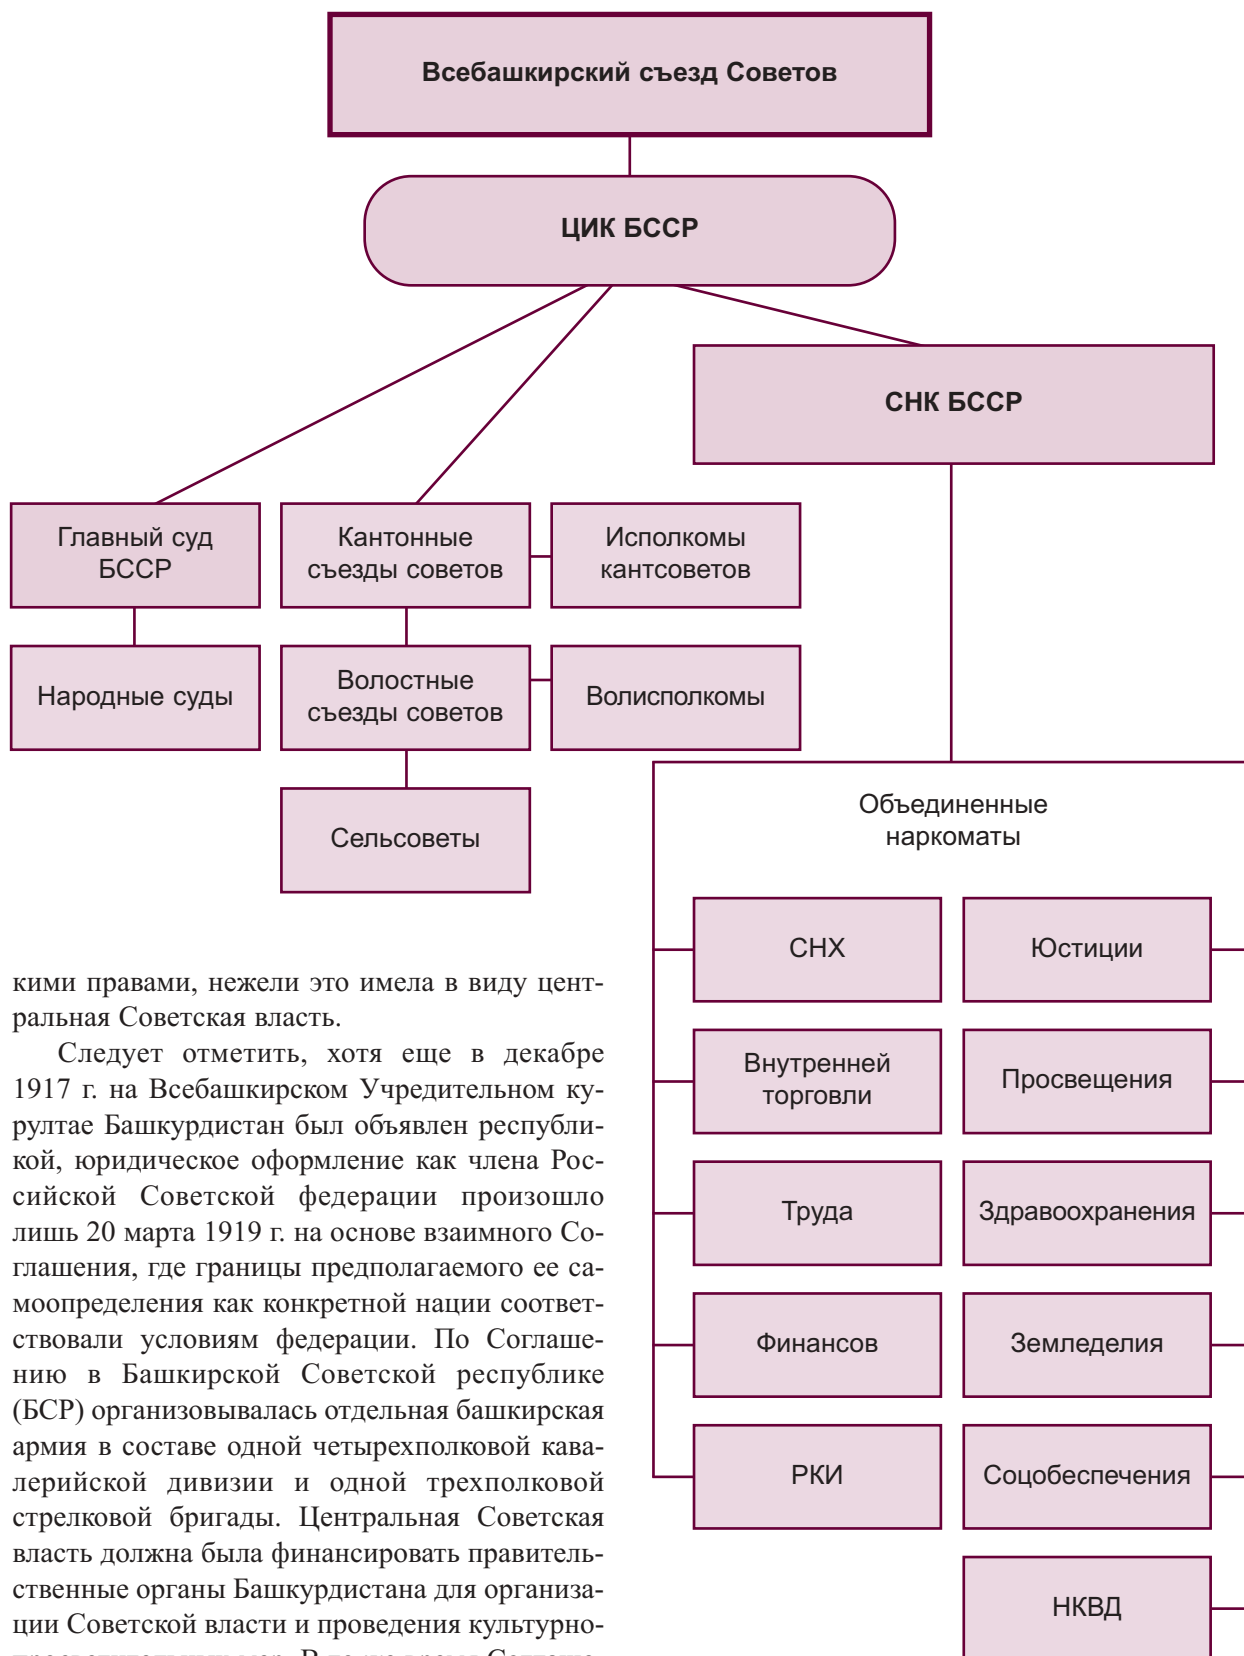 Всебашкирский съезд Советов
ЦИК БССР
СНК БССР
Главный суд
БССР
Кантонные
съезды советов
Исполкомы
кантсоветов
Народные суды
Волостные
съезды советов
Волисполкомы
Сельсоветы
Объединенные
наркоматы
СНХ
Юстиции
Внутренней
торговли
Просвещения
Труда
Здравоохранения
Финансов
Земледелия
РКИ
Соцобеспечения
НКВД
кими правами, нежели это имела в виду цент-
ральная Советская власть.
Следует отметить, хотя еще в декабре
1917 г. на Всебашкирском Учредительном ку-
рултае Башкурдистан был объявлен республи-
кой, юридическое оформление как члена Рос-
сийской Советской федерации произошло
лишь 20 марта 1919 г. на основе взаимного Со-
глашения, где границы предполагаемого ее са-
моопределения как конкретной нации соответ-
ствовали условиям федерации. По Соглаше-
нию в Башкирской Советской республике
(БСР) организовывалась отдельная башкирская
армия в составе одной четырехполковой кава-
лерийской дивизии и одной трехполковой
стрелковой бригады. Центральная Советская
власть должна была финансировать правитель-
ственные органы Башкурдистана для организа-
ции Советской власти и проведения культурно-